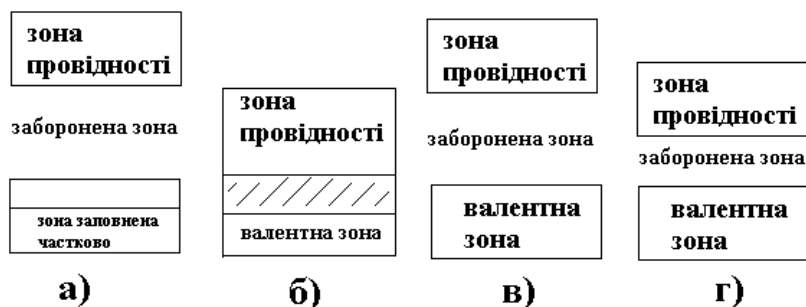 зона
провідності
заборонена зона
зона заповнена
частково
а)
зона
провідності
валентна зона
б)
зона
провідності
заборонена зона
валентна
зона
в)
зона
провідності
заборонена зона
валентна
зона
г)